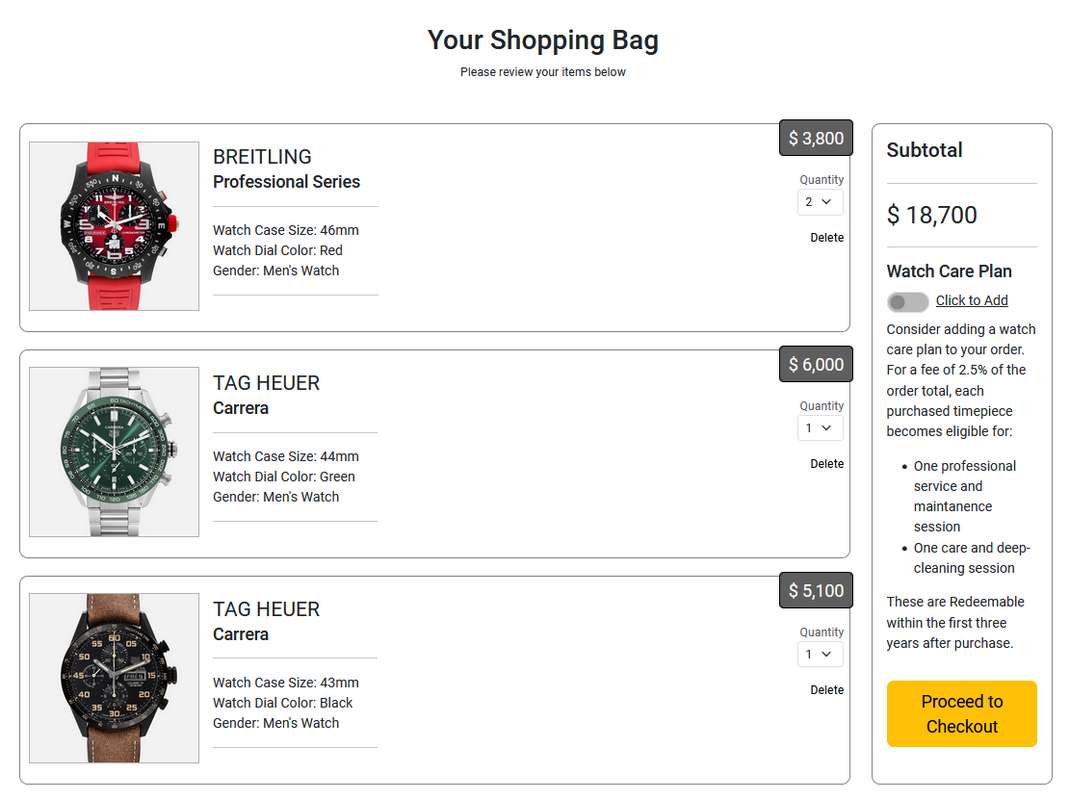 Your Shopping Bag
Please review your items below
BREITLING
Professional Series
Watch Case Size: 46mm
Watch Dial Color: Red
Gender: Men's Watch
$ 3,800
Quantity
2
Delete
TAG HEUER
Carrera
Watch Case Size: 44mm
Watch Dial Color: Green
Gender: Men's Watch
$ 6,000
Quantity
1
Delete
TAG HEUER
Carrera
Watch Case Size: 43mm
Watch Dial Color: Black
Gender: Men's Watch
$ 5,100
Quantity
1
Delete
Subtotal
$ 18,700
Watch Care Plan
Click to Add
Consider adding a watch
care plan to your order.
For a fee of 2.5% of the
order total, each
purchased timepiece
becomes eligible for:
One professional
service and
maintanence
session
One care and deep-
cleaning session
These are Redeemable
within the first three
years after purchase.
Proceed to
Checkout